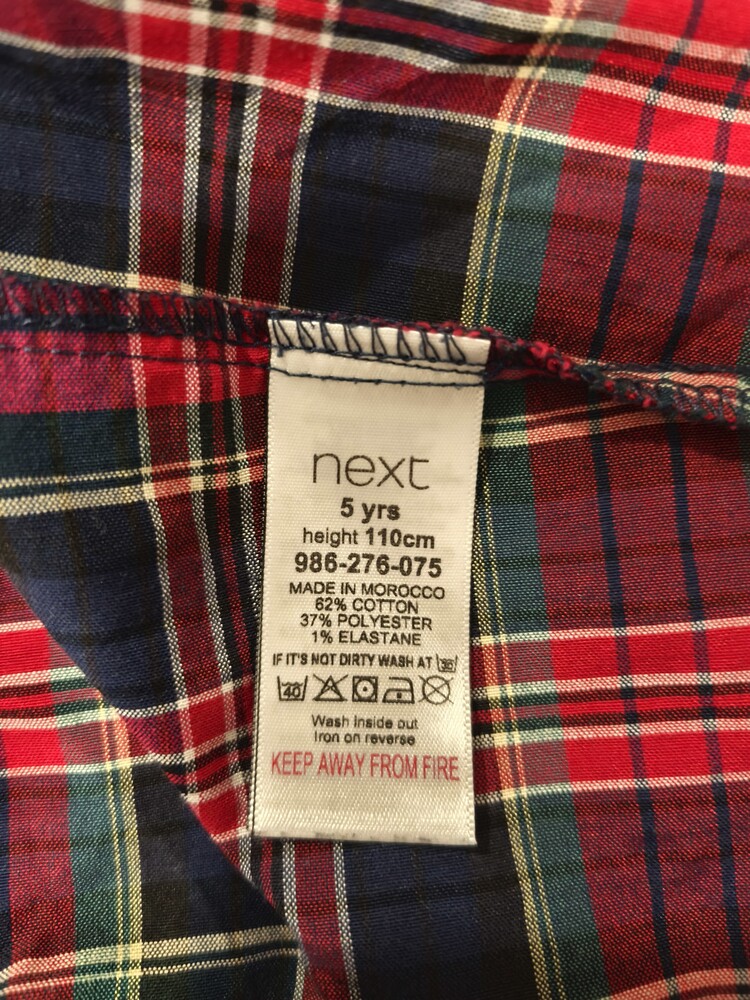 next
5 yrs
height 110cm
986-276-075
MADE IN MOROCCO
62% COTTON
37% POLYESTER
1% ELASTANE
IF IT'S NOT DIRTY WASH AT 30
40
Wash inside out
Iron on reverse
KEEP AWAY FROM FIRE